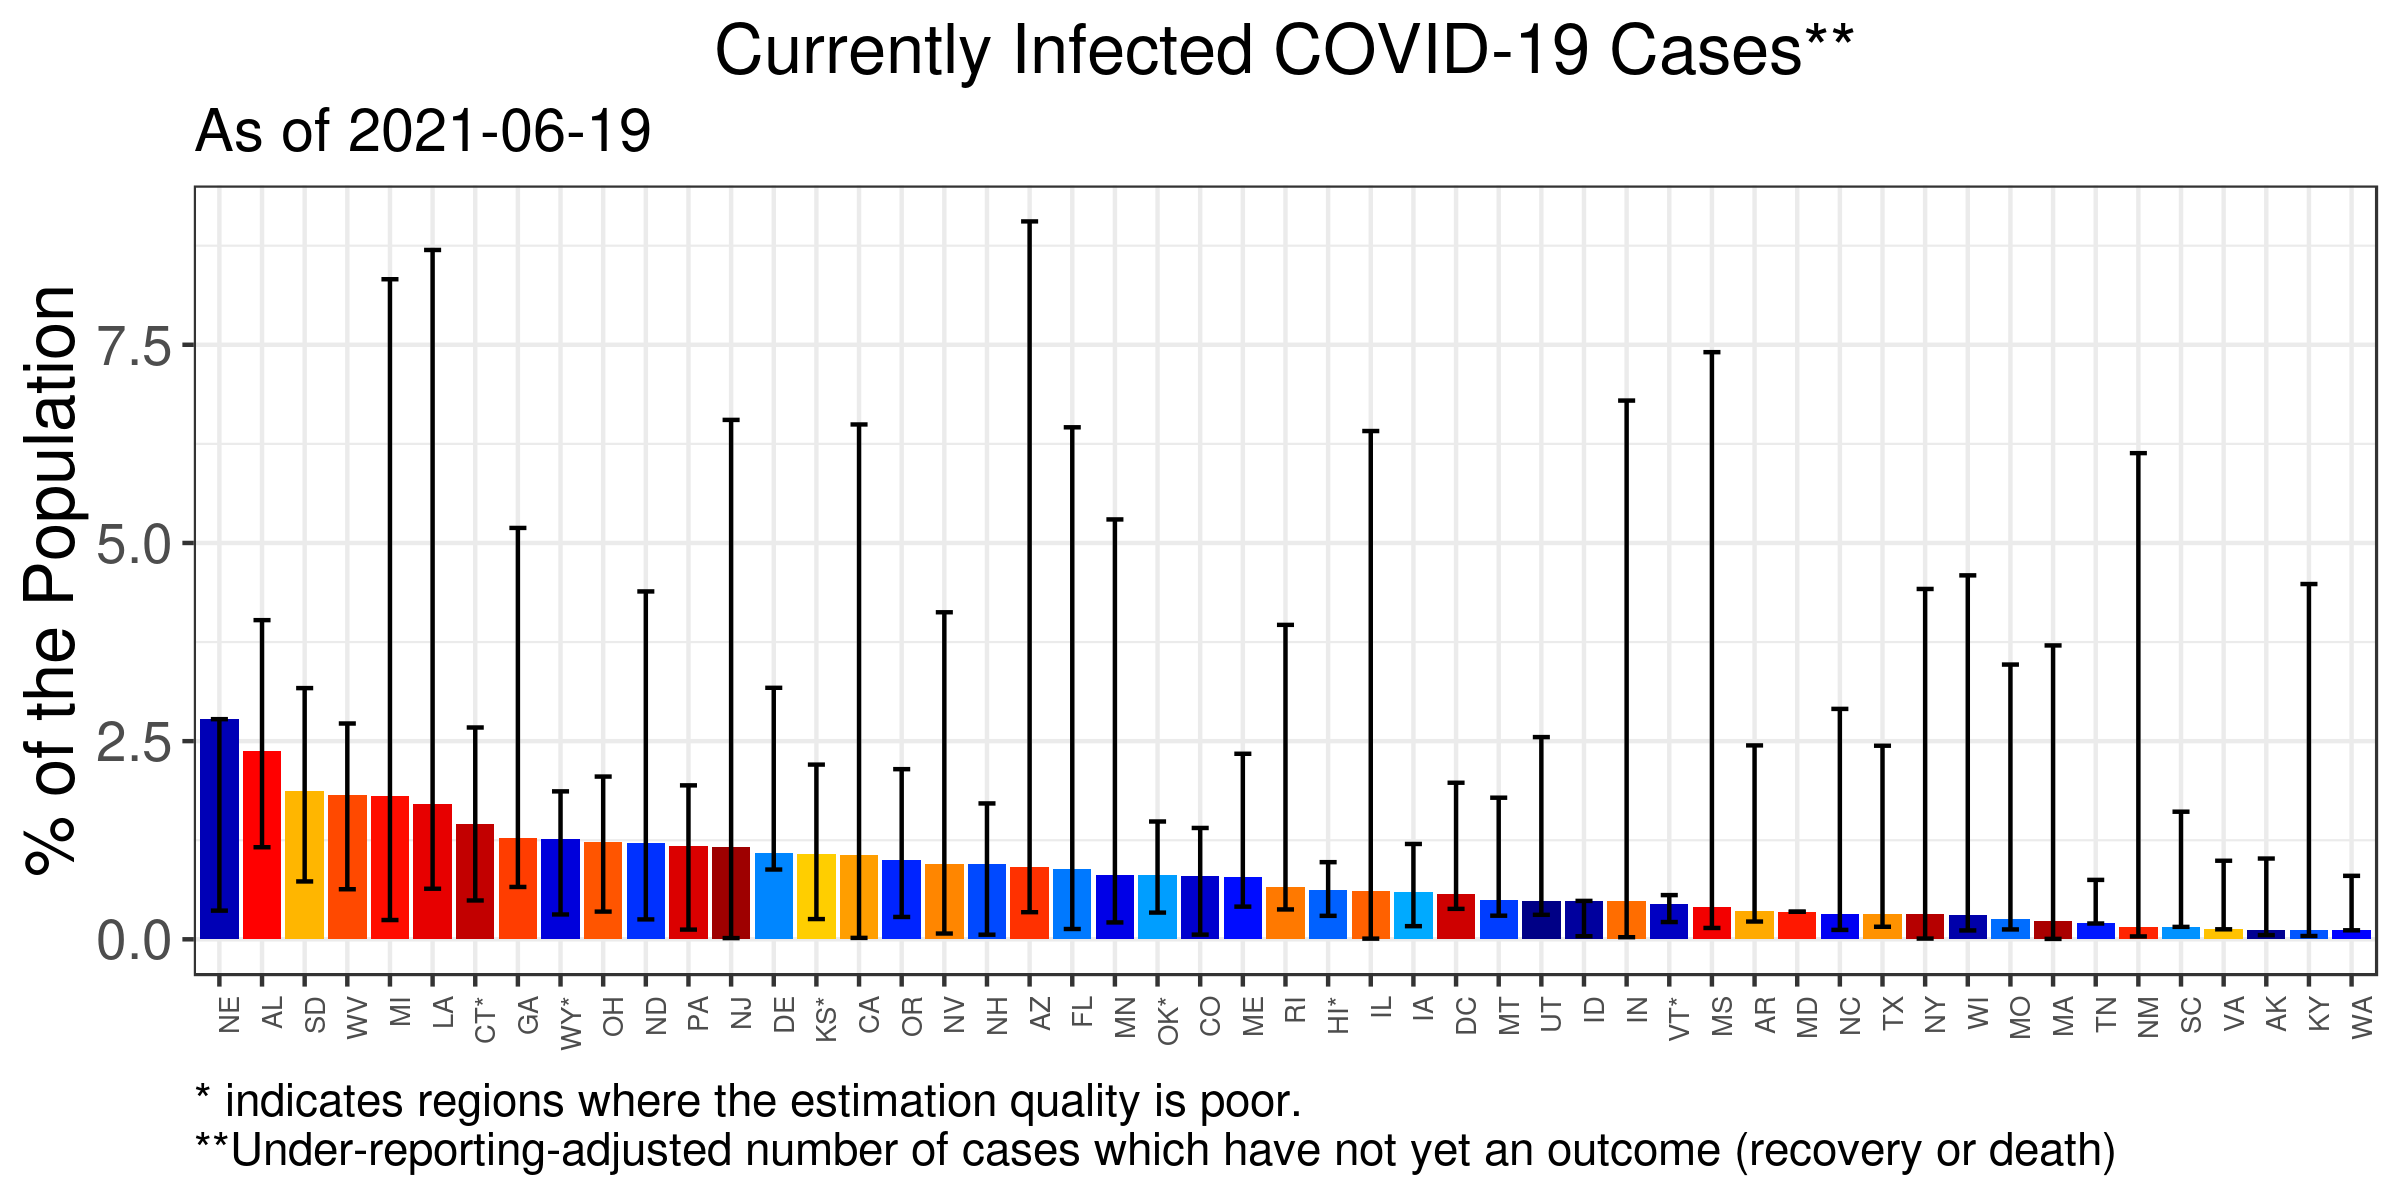 Currently Infected COVID-19 Cases**
As of 2021-06-19
% of the Population
7.5
5.0
2.5
0.0
NE AL SD WV MI LA CT* GA WY* OH ND PA NJ DE KS* CA OR NV NH AZ FL MN OK* CO ME RI HI* IL IA DC MT UT ID IN VT* MS AR MD NC TX NY WI MO MA TN NM SC VA AK KY WA
* indicates regions where the estimation quality is poor.
**Under-reporting-adjusted number of cases which have not yet an outcome (recovery or death)